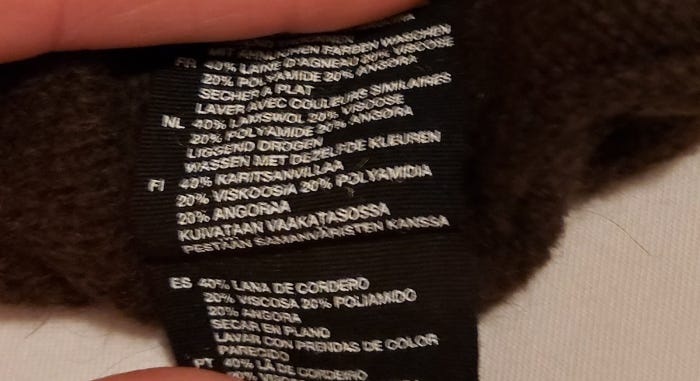 MIT ÄHNLICHEN FARBEN WASCHEN
FR 40% LAINE D'AGNEAU 20% VISCOSE
20% POLYAMIDE 20% ANGORA
SECHER A PLAT
LAVER AVEC COULEURS SIMILAIRES
NL 40% LAMSWOL 20% VISCOSE
20% POLYAMIDE 20% ANGORA
LIGGEND DROGEN
WASSEN MET DEZELFDE KLEUREN
FI 40% KARITSANVILLAA
20% VISKOOSIA 20% POLYAMIDIA
20% ANGORAA
KUIVATAAN VAAKATASOSSA
PESTÄÄN SAMANVÄRISTEN KANSSA
ES 40% LANA DE CORDERO
20% VISCOSA 20% POLIAMIDO
20% ANGORA
SECAR EN PLANO
LAVAR CON PRENDAS DE COLOR
PARECIDO
PT 40% LÃ DE CORDEIRO